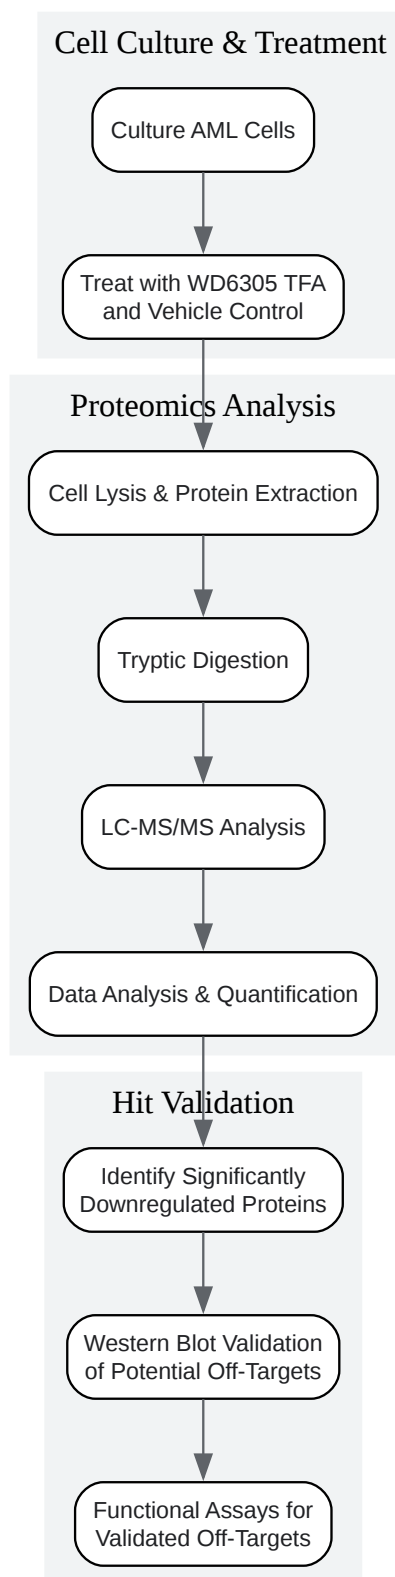 Cell Culture & Treatment
Culture AML Cells
Treat with WD6305 TFA
and Vehicle Control
Proteomics Analysis
Cell Lysis & Protein Extraction
Tryptic Digestion
LC-MS/MS Analysis
Data Analysis & Quantification
Hit Validation
Identify Significantly
Downregulated Proteins
Western Blot Validation
of Potential Off-Targets
Functional Assays for
Validated Off-Targets